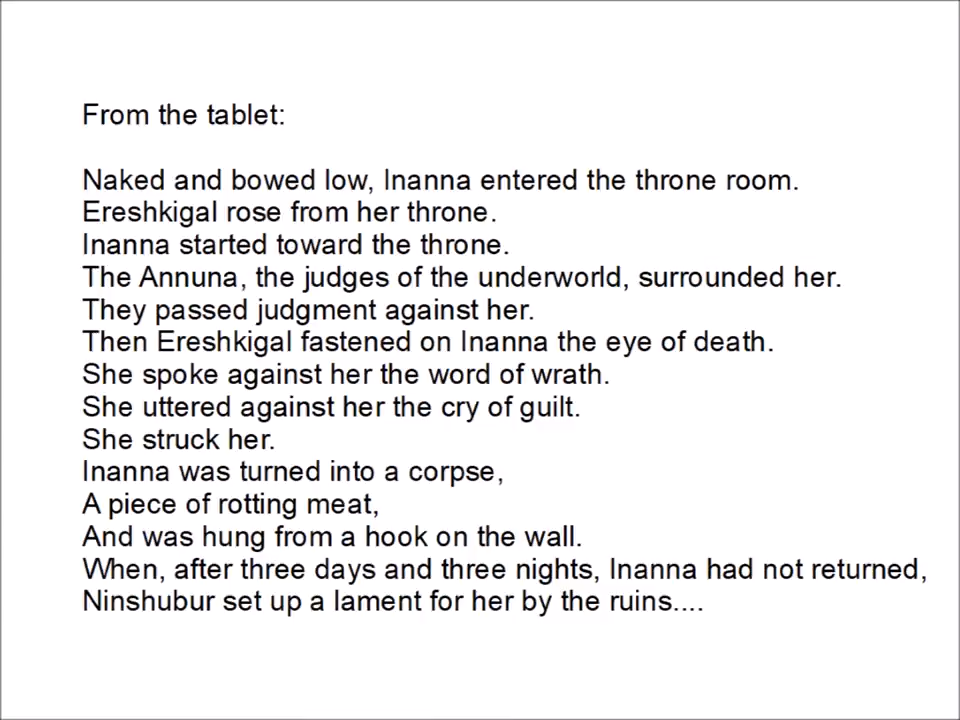 From the tablet:
Naked and bowed low, Inanna entered the throne room.
Ereshkigal rose from her throne.
Inanna started toward the throne.
The Annuna, the judges of the underworld, surrounded her.
They passed judgment against her.
Then Ereshkigal fastened on Inanna the eye of death.
She spoke against her the word of wrath.
She uttered against her the cry of guilt.
She struck her.
Inanna was turned into a corpse,
A piece of rotting meat,
And was hung from a hook on the wall.
When, after three days and three nights, Inanna had not returned,
Ninshubur set up a lament for her by the ruins....